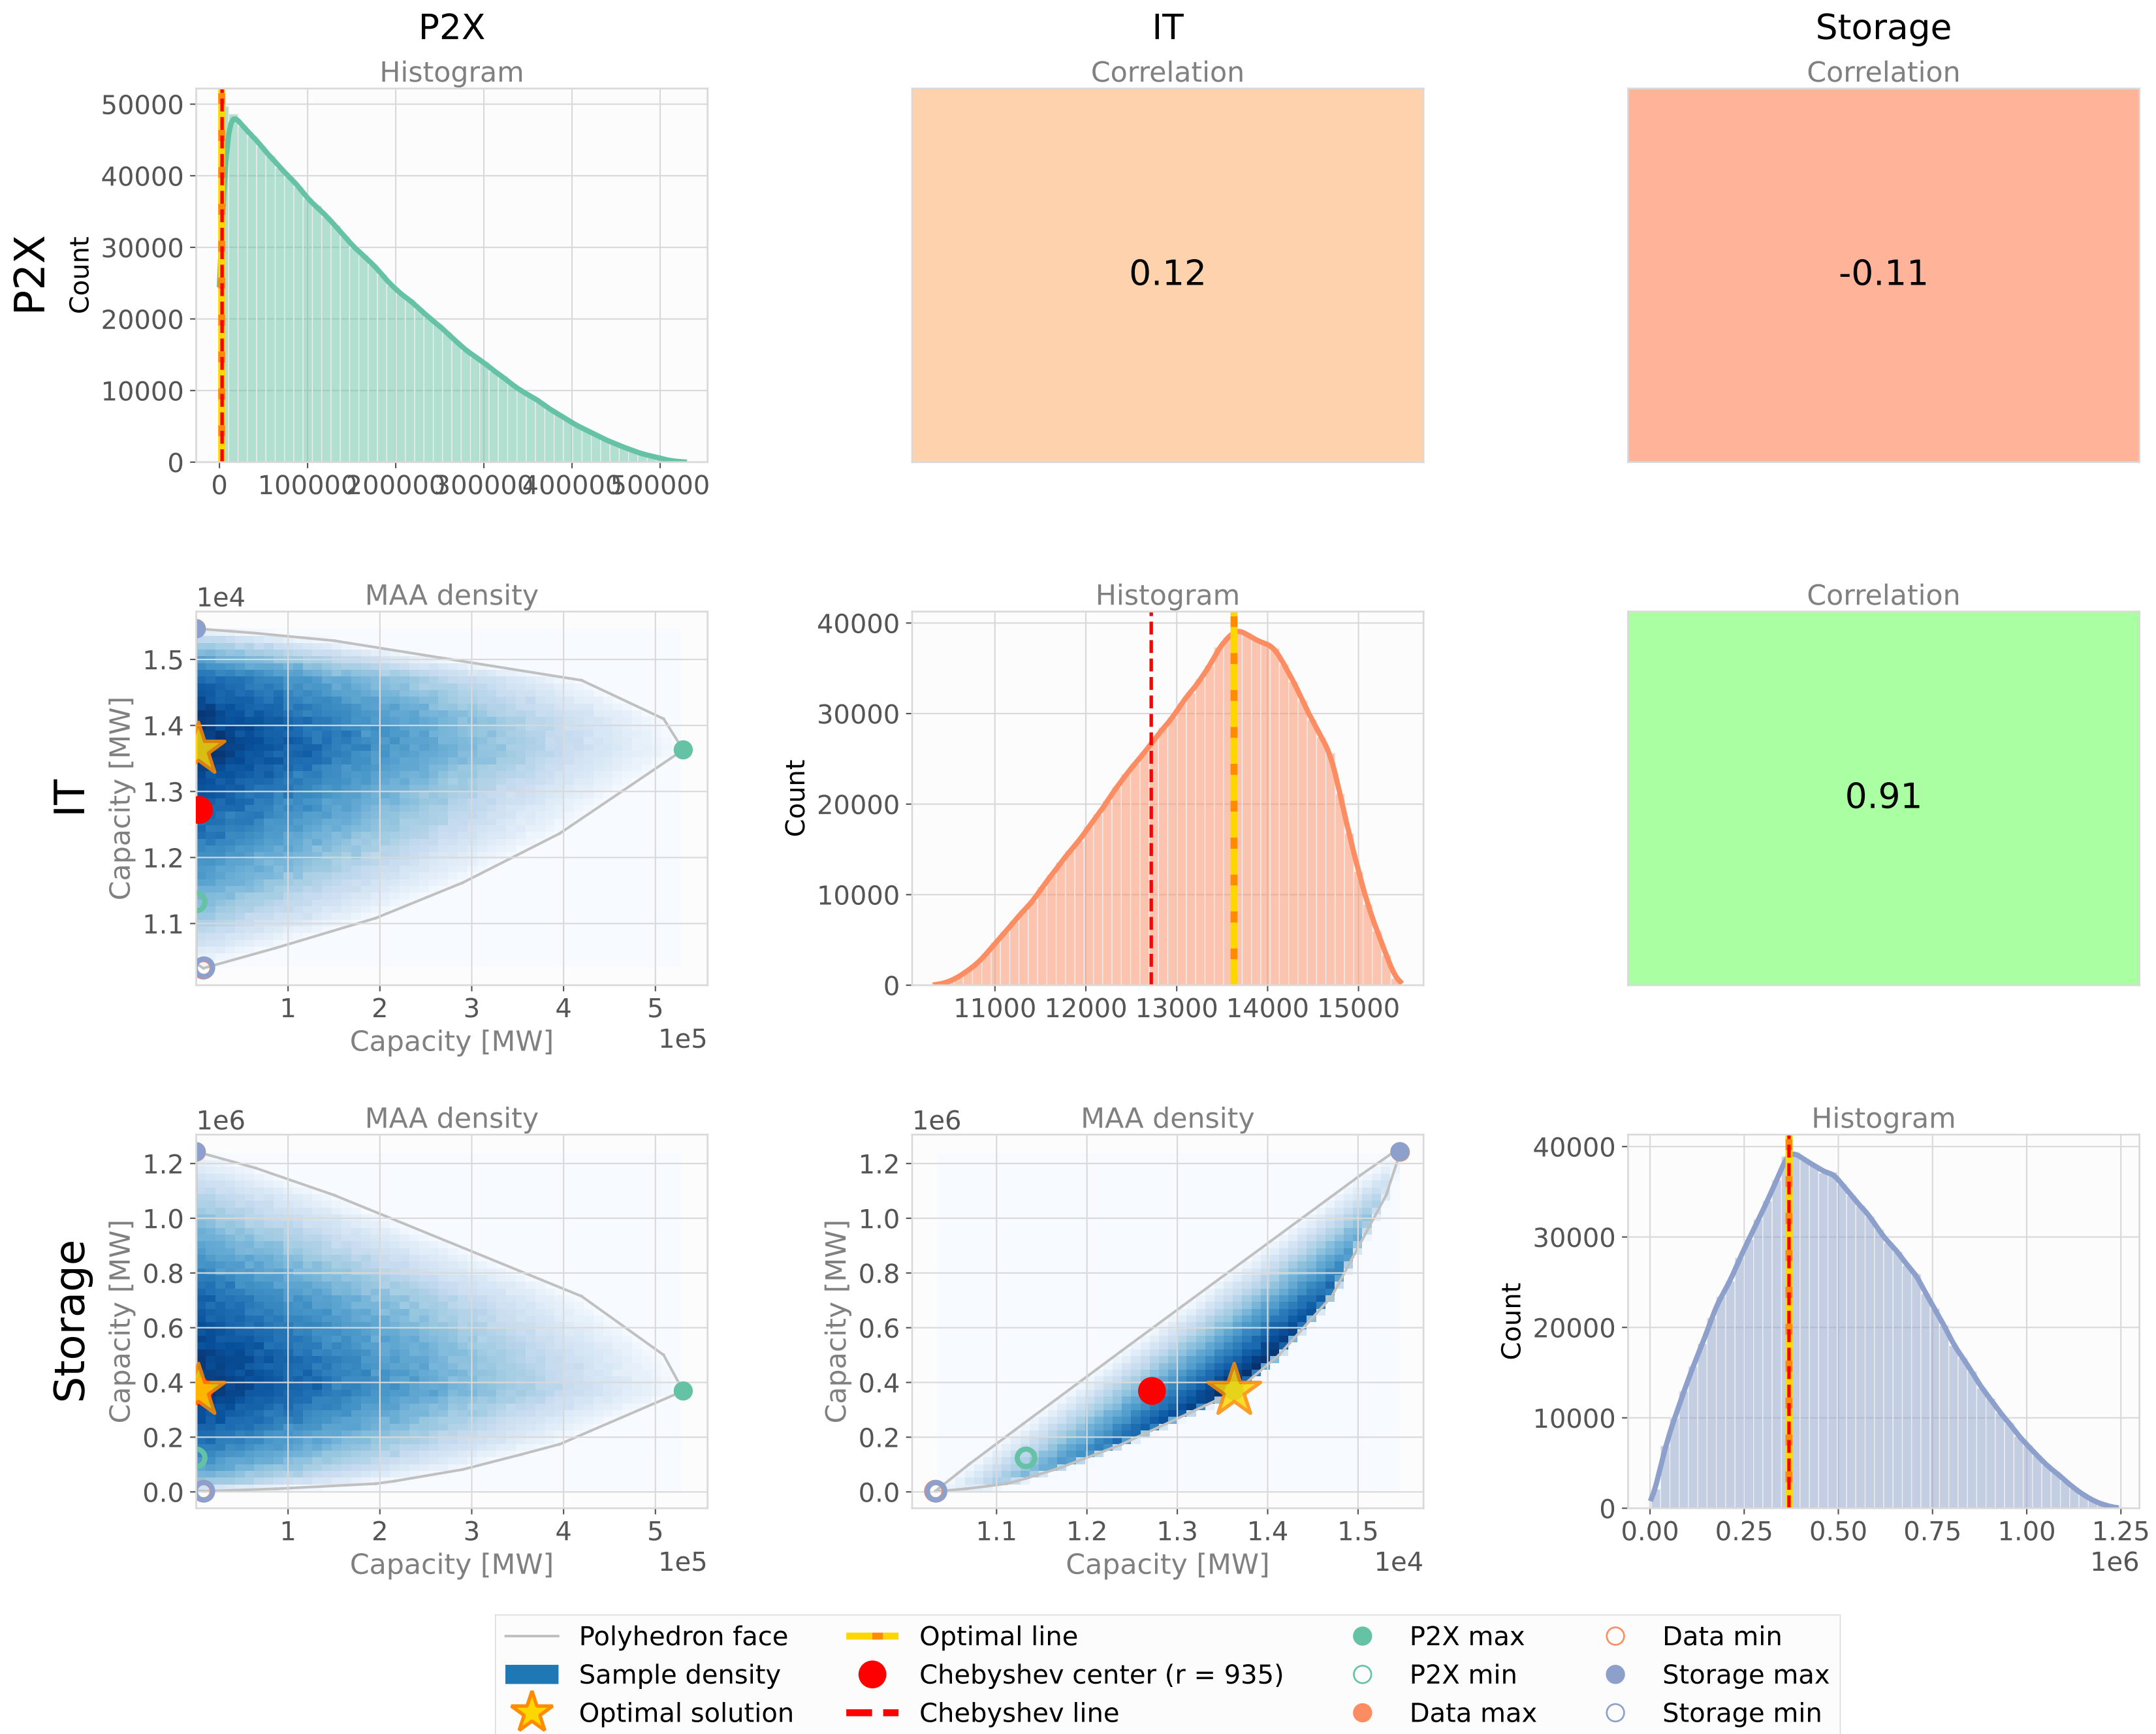 P2X IT Storage
Histogram Correlation Correlation
P2X
Count
50000
40000
30000
20000
10000
0
0 100000 200000 300000 400000 500000
0.12
-0.11
IT
MAA density
1e4
Capacity [MW]
1.5
1.4
1.3
1.2
1.1
1 2 3 4 5
Capacity [MW] 1e5
Histogram
Count
40000
30000
20000
10000
0
11000 12000 13000 14000 15000
Correlation
0.91
Storage
MAA density
1e6
Capacity [MW]
1.2
1.0
0.8
0.6
0.4
0.2
0.0
1 2 3 4 5
Capacity [MW] 1e5
MAA density
1e6
Capacity [MW]
1.2
1.0
0.8
0.6
0.4
0.2
0.0
1.1 1.2 1.3 1.4 1.5
Capacity [MW] 1e4
Histogram
Count
40000
30000
20000
10000
0
0.00 0.25 0.50 0.75 1.00 1.25
1e6
Polyhedron face Optimal line P2X max Data min
Sample density Chebyshev center (r = 935) P2X min Storage max
Optimal solution Chebyshev line Data max Storage min